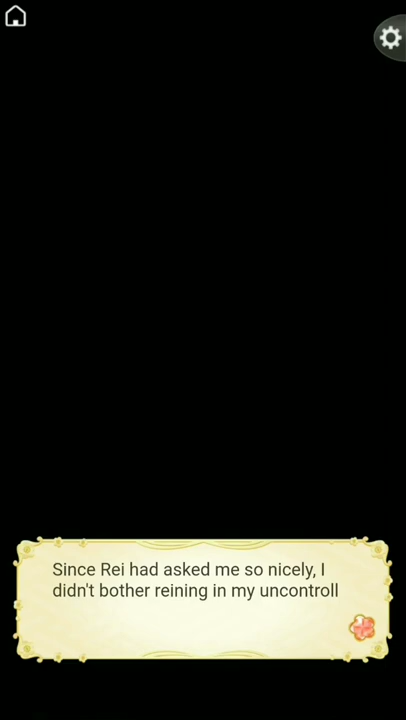 Since Rei had asked me so nicely, I
didn't bother reining in my uncontroll